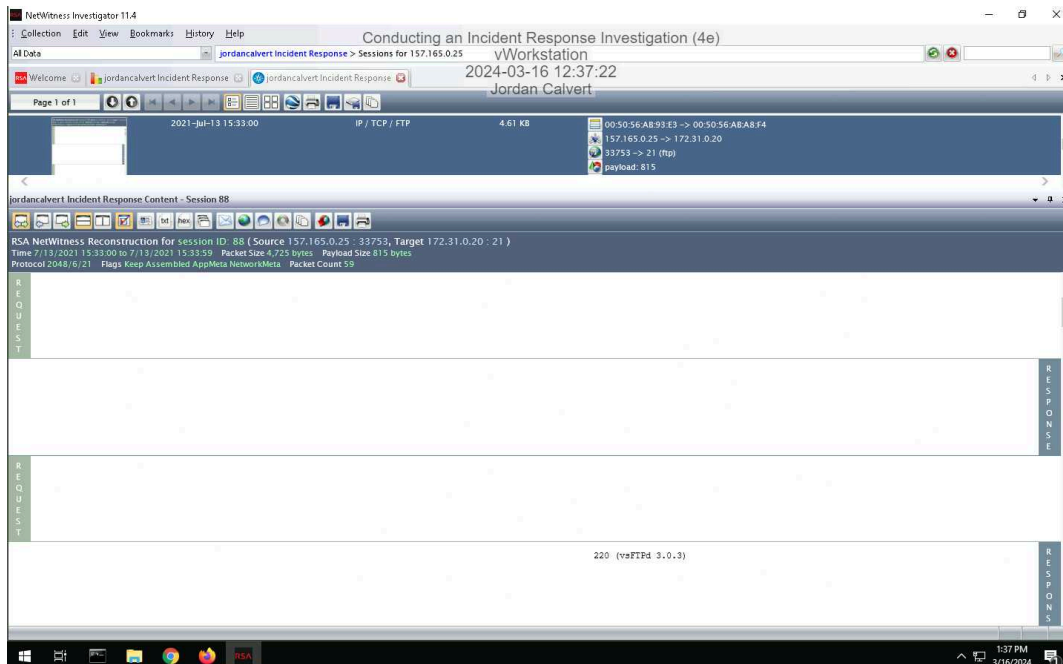 RSA NetWitness Investigator 11.4
Collection Edit View Bookmarks History Help
Conducting an Incident Response Investigation (4e)
All Data
jordancalvert Incident Response > Sessions for 157.165.0.25
vWorkstation
2024-03-16 12:37:22
Jordan Calvert
RSA Welcome jordancalvert Incident Response jordancalvert Incident Response
Page 1 of 1
2021-Jul-13 15:33:00 IP / TCP / FTP 4.61 KB 00:50:56:AB:93:E3 -> 00:50:56:AB:A8:F4
157.165.0.25 -> 172.31.0.20
33753 -> 21 (ftp)
payload: 815
jordancalvert Incident Response Content - Session 88
txt hex
RSA NetWitness Reconstruction for session ID: 88 ( Source 157.165.0.25 : 33753, Target 172.31.0.20 : 21 )
Time 7/13/2021 15:33:00 to 7/13/2021 15:33:59 Packet Size 4,725 bytes Payload Size 815 bytes
Protocol 2048/6/21 Flags Keep Assembled AppMeta NetworkMeta Packet Count 59
REQUEST
RESPONSE
REQUEST
220 (vsFTPd 3.0.3)
RESPONS
RSA
1:37 PM
3/16/2024